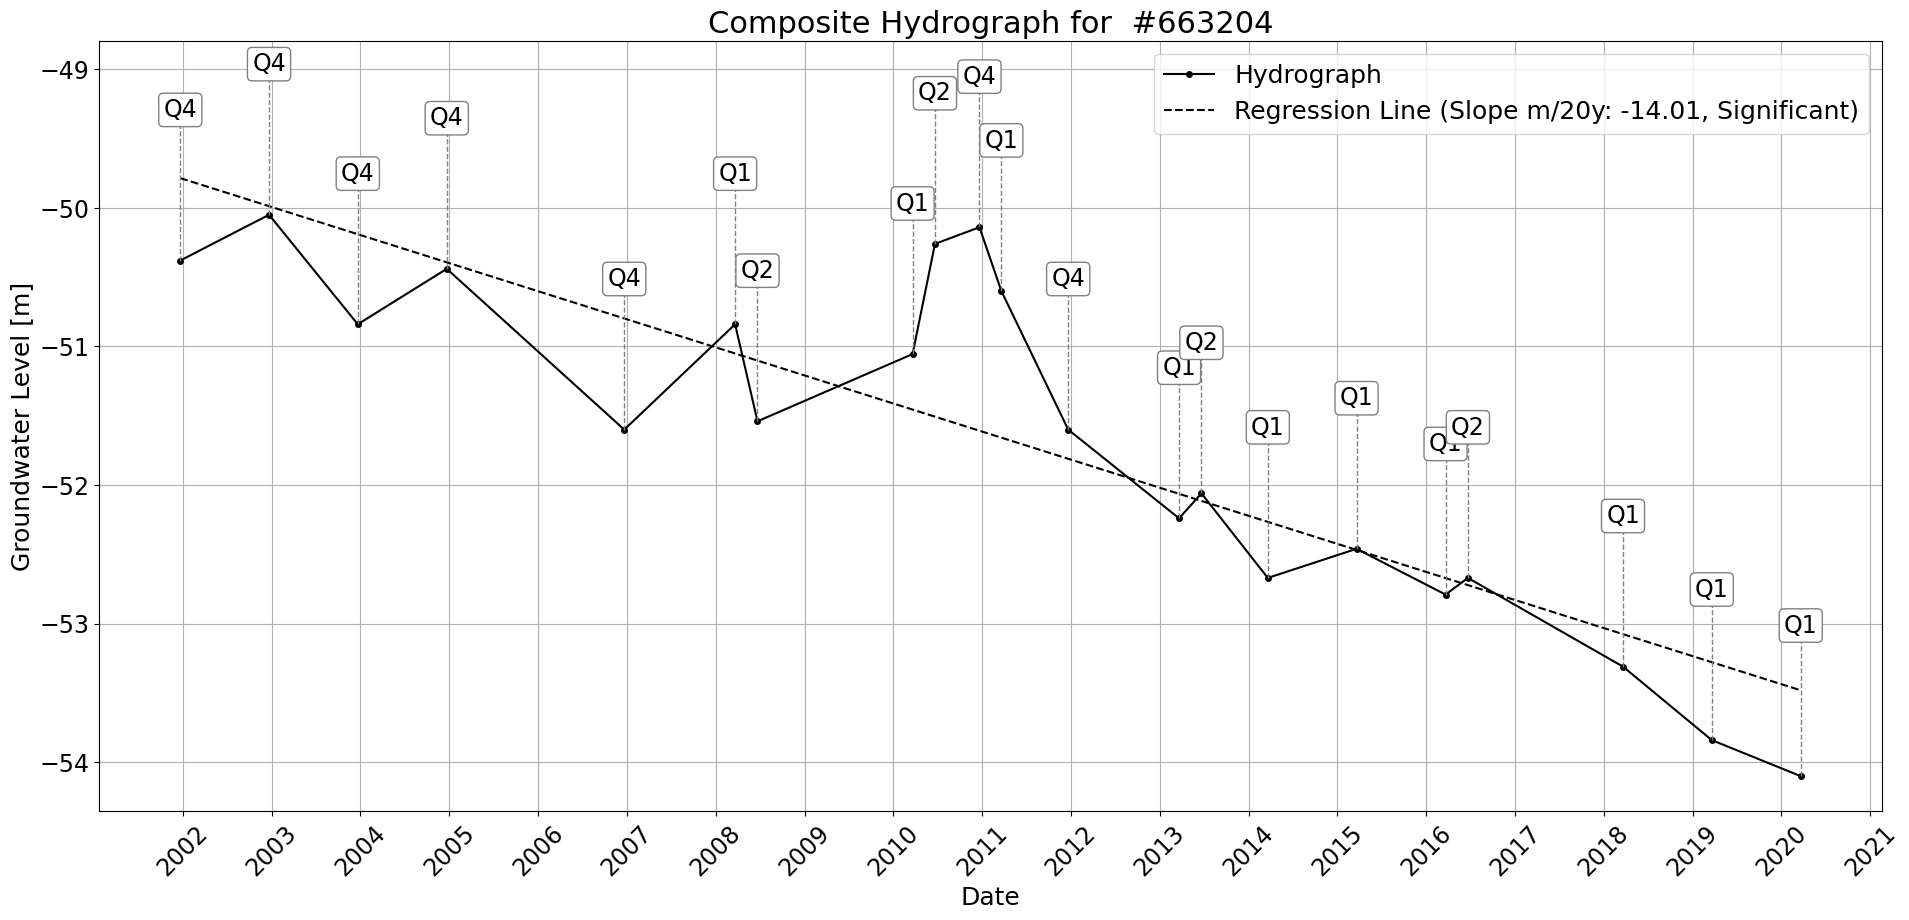 Composite Hydrograph for #663204
Hydrograph
Regression Line (Slope m/20y: -14.01, Significant)
Groundwater Level [m]
−49
−50
−51
−52
−53
−54
Q4
Q4
Q4
Q4
Q4
Q1
Q2
Q1
Q2
Q4
Q1
Q4
Q1
Q2
Q1
Q1
Q1
Q2
Q1
Q1
Q1
2002
2003
2004
2005
2006
2007
2008
2009
2010
2011
2012
2013
2014
2015
2016
2017
2018
2019
2020
2021
Date